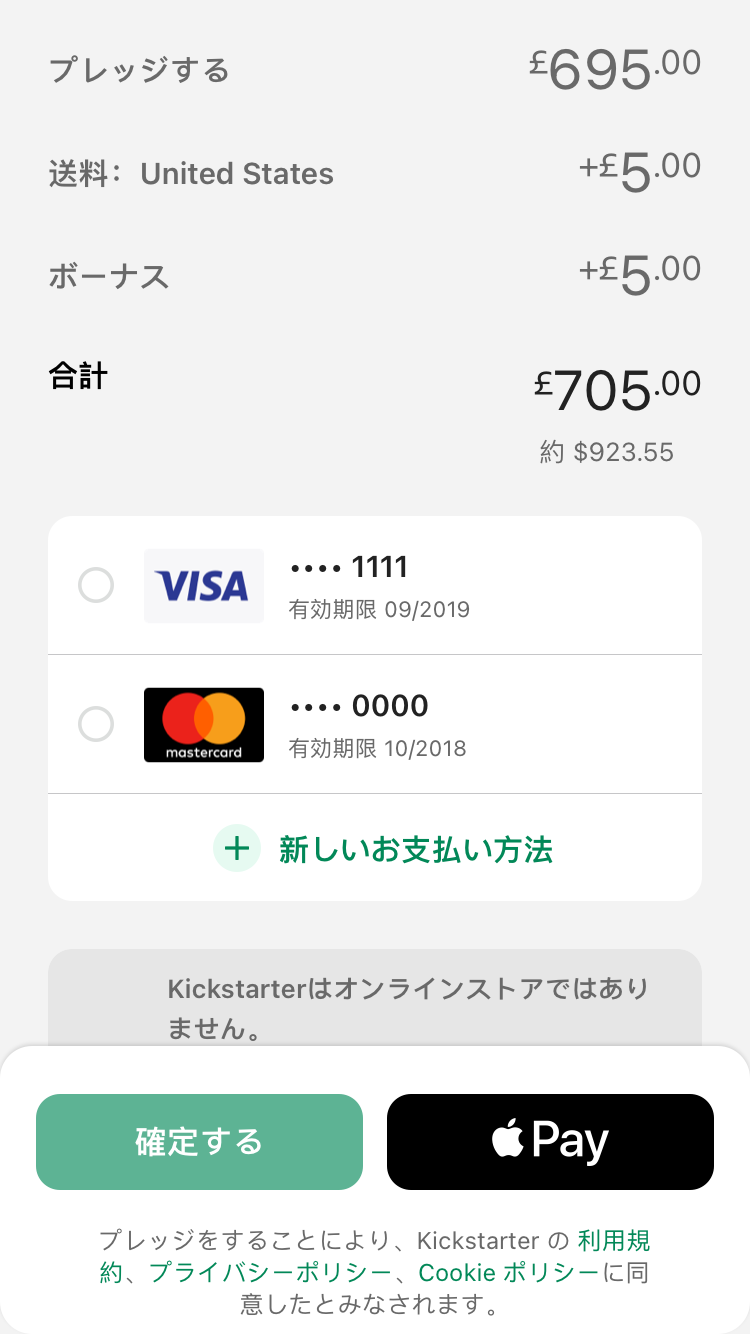 プレッジする £695.00
送料：United States +£5.00
ボーナス +£5.00
合計 £705.00
約 $923.55
VISA •••• 1111
有効期限 09/2019
mastercard •••• 0000
有効期限 10/2018
+ 新しいお支払い方法
Kickstarterはオンラインストアではあり
ません。
確定する Pay
プレッジをすることにより、Kickstarter の 利用規
約、プライバシーポリシー、Cookie ポリシーに同
意したとみなされます。